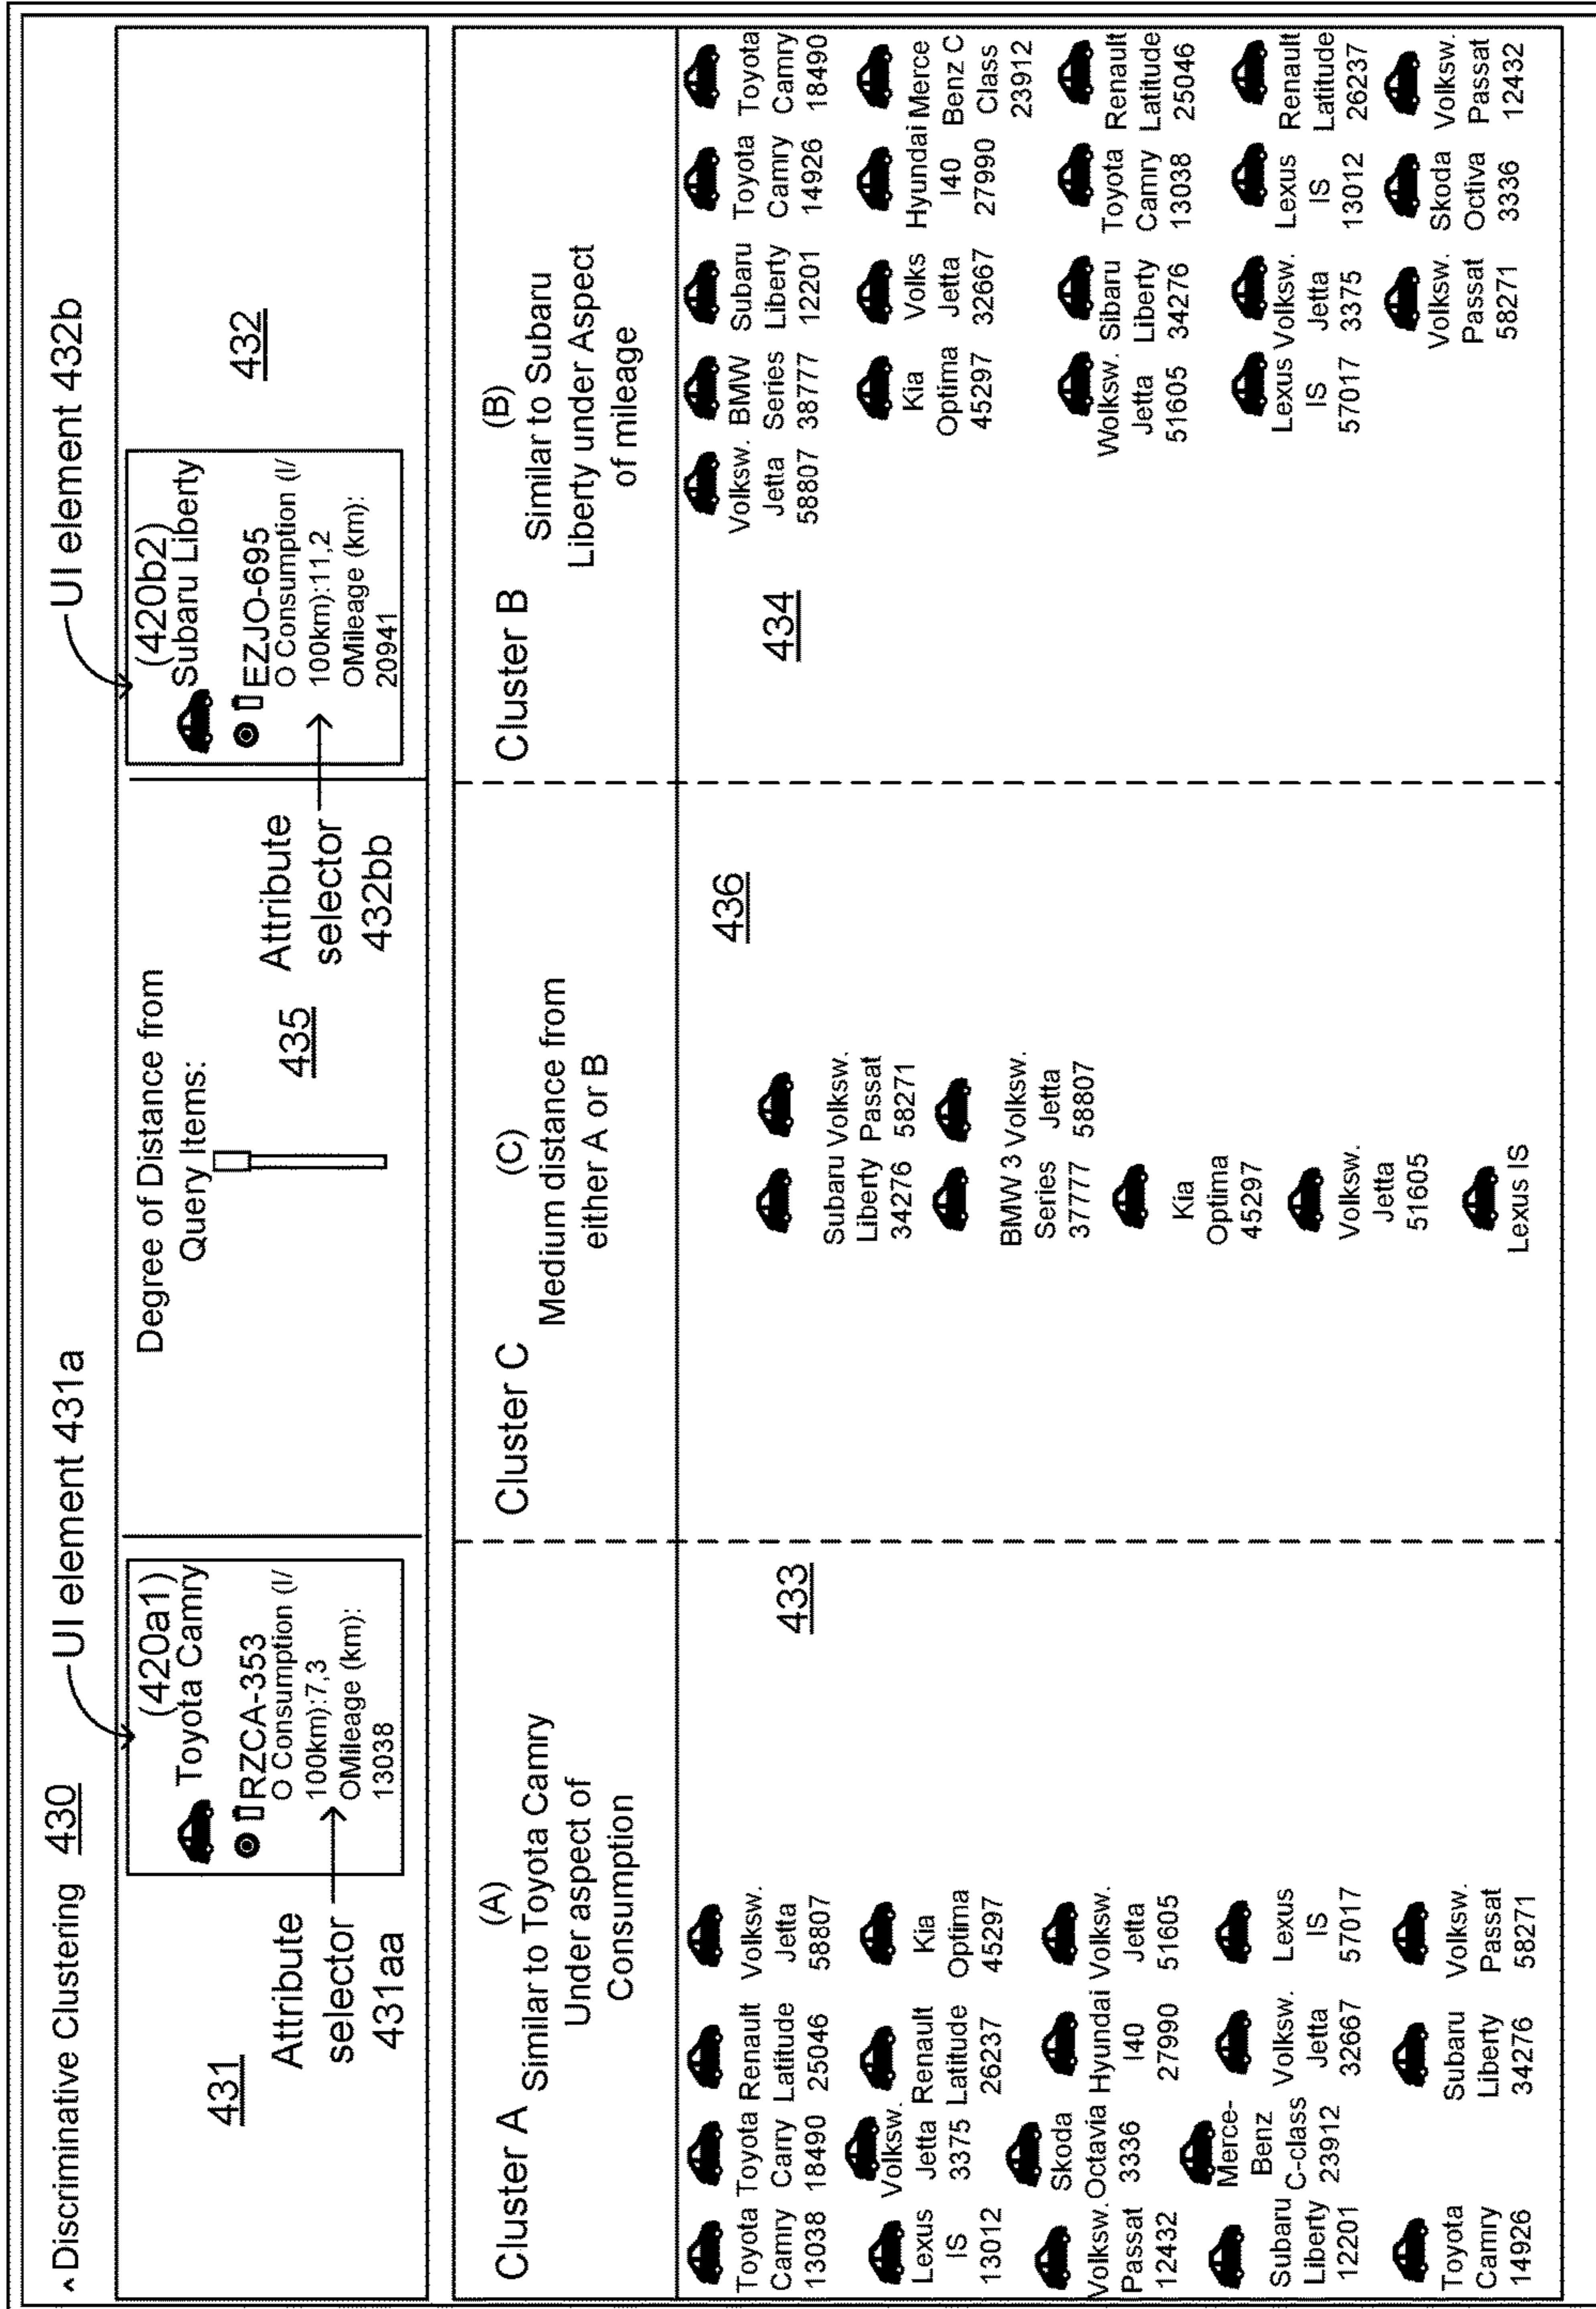 ^Discriminative Clustering 430
UI element 431a
UI element 432b
431
Attribute
selector
431aa
(420a1)
Toyota Camry
RZCA-353
O Consumption (l/
100km):7,3
OMileage (km):
13038
Degree of Distance from
Query Items:
435
Attribute
selector
432bb
(420b2)
Subaru Liberty
EZJO-695
O Consumption (l/
100km):11,2
OMileage (km):
20941
432
Cluster A
(A)
Similar to Toyota Camry
Under aspect of
Consumption
Cluster C
(C)
Medium distance from
either A or B
Cluster B
(B)
Similar to Subaru
Liberty under Aspect
of mileage
433
Toyota Toyota Renault Volksw.
Camry Carry Latitude Jetta
13038 18490 25046 58807
Lexus Volksw. Renault Kia
IS Jetta Latitude Optima
13012 3375 26237 45297
Volksw. Skoda Hyundai Volksw.
Passat Octavia I40 Jetta
12432 3336 27990 51605
Subaru Merce- Volksw. Lexus
Liberty Benz Jetta IS
12201 C-class 32667 57017
23912
Toyota Subaru Volksw.
Camry Liberty Passat
14926 34276 58271
436
Subaru Volksw.
Liberty Passat
34276 58271
BMW 3 Volksw.
Series Jetta
37777 58807
Kia
Optima
45297
Volksw.
Jetta
51605
Lexus IS
434
Volksw. BMW Subaru Toyota Toyota
Jetta Series Liberty Camry Camry
58807 38777 12201 14926 18490
Kia Volks Hyundai Merce
Optima Jetta I40 Benz C
45297 32667 27990 Class
23912
Wolksw. Sibaru Toyota Renault
Jetta Liberty Camry Latitude
51605 34276 13038 25046
Lexus Volksw. Lexus Renault
IS Jetta IS Latitude
57017 3375 13012 26237
Volksw. Skoda Volksw.
Passat Octiva Passat
58271 3336 12432